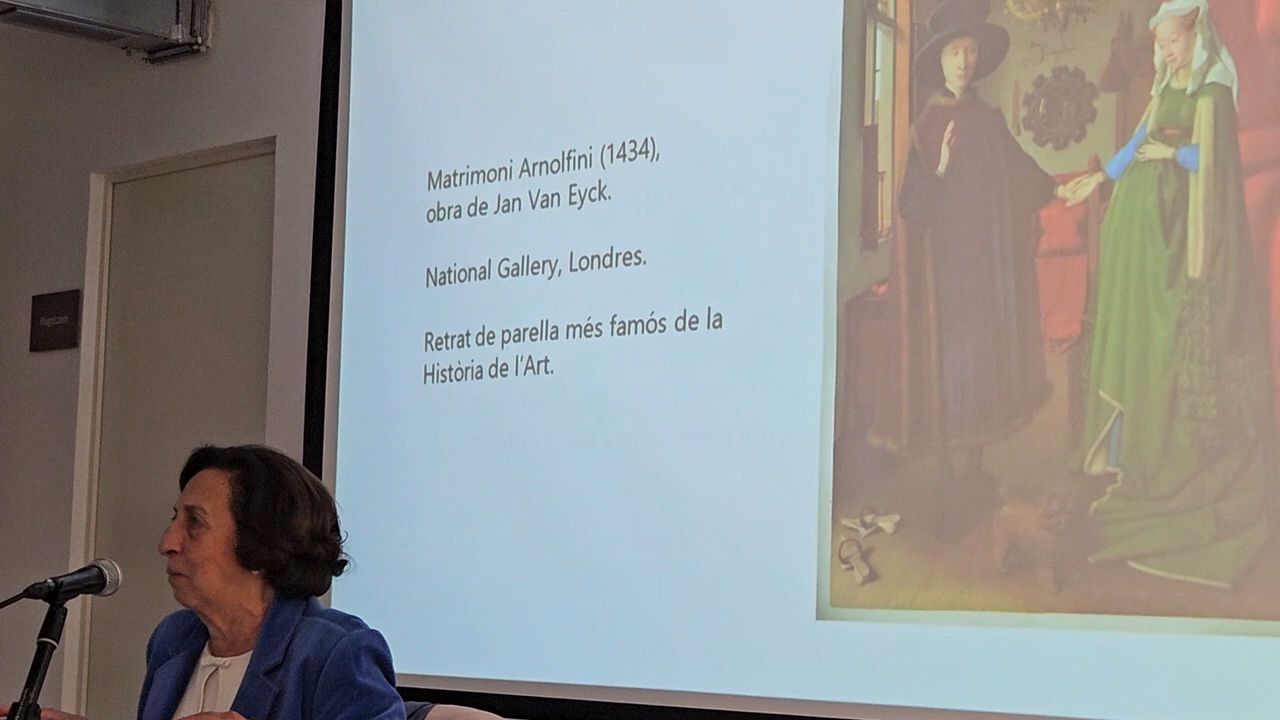 Matrimoni Arnolfini (1434),
obra de Jan Van Eyck.
National Gallery, Londres.
Retrat de parella més famós de la
Història de l'Art.